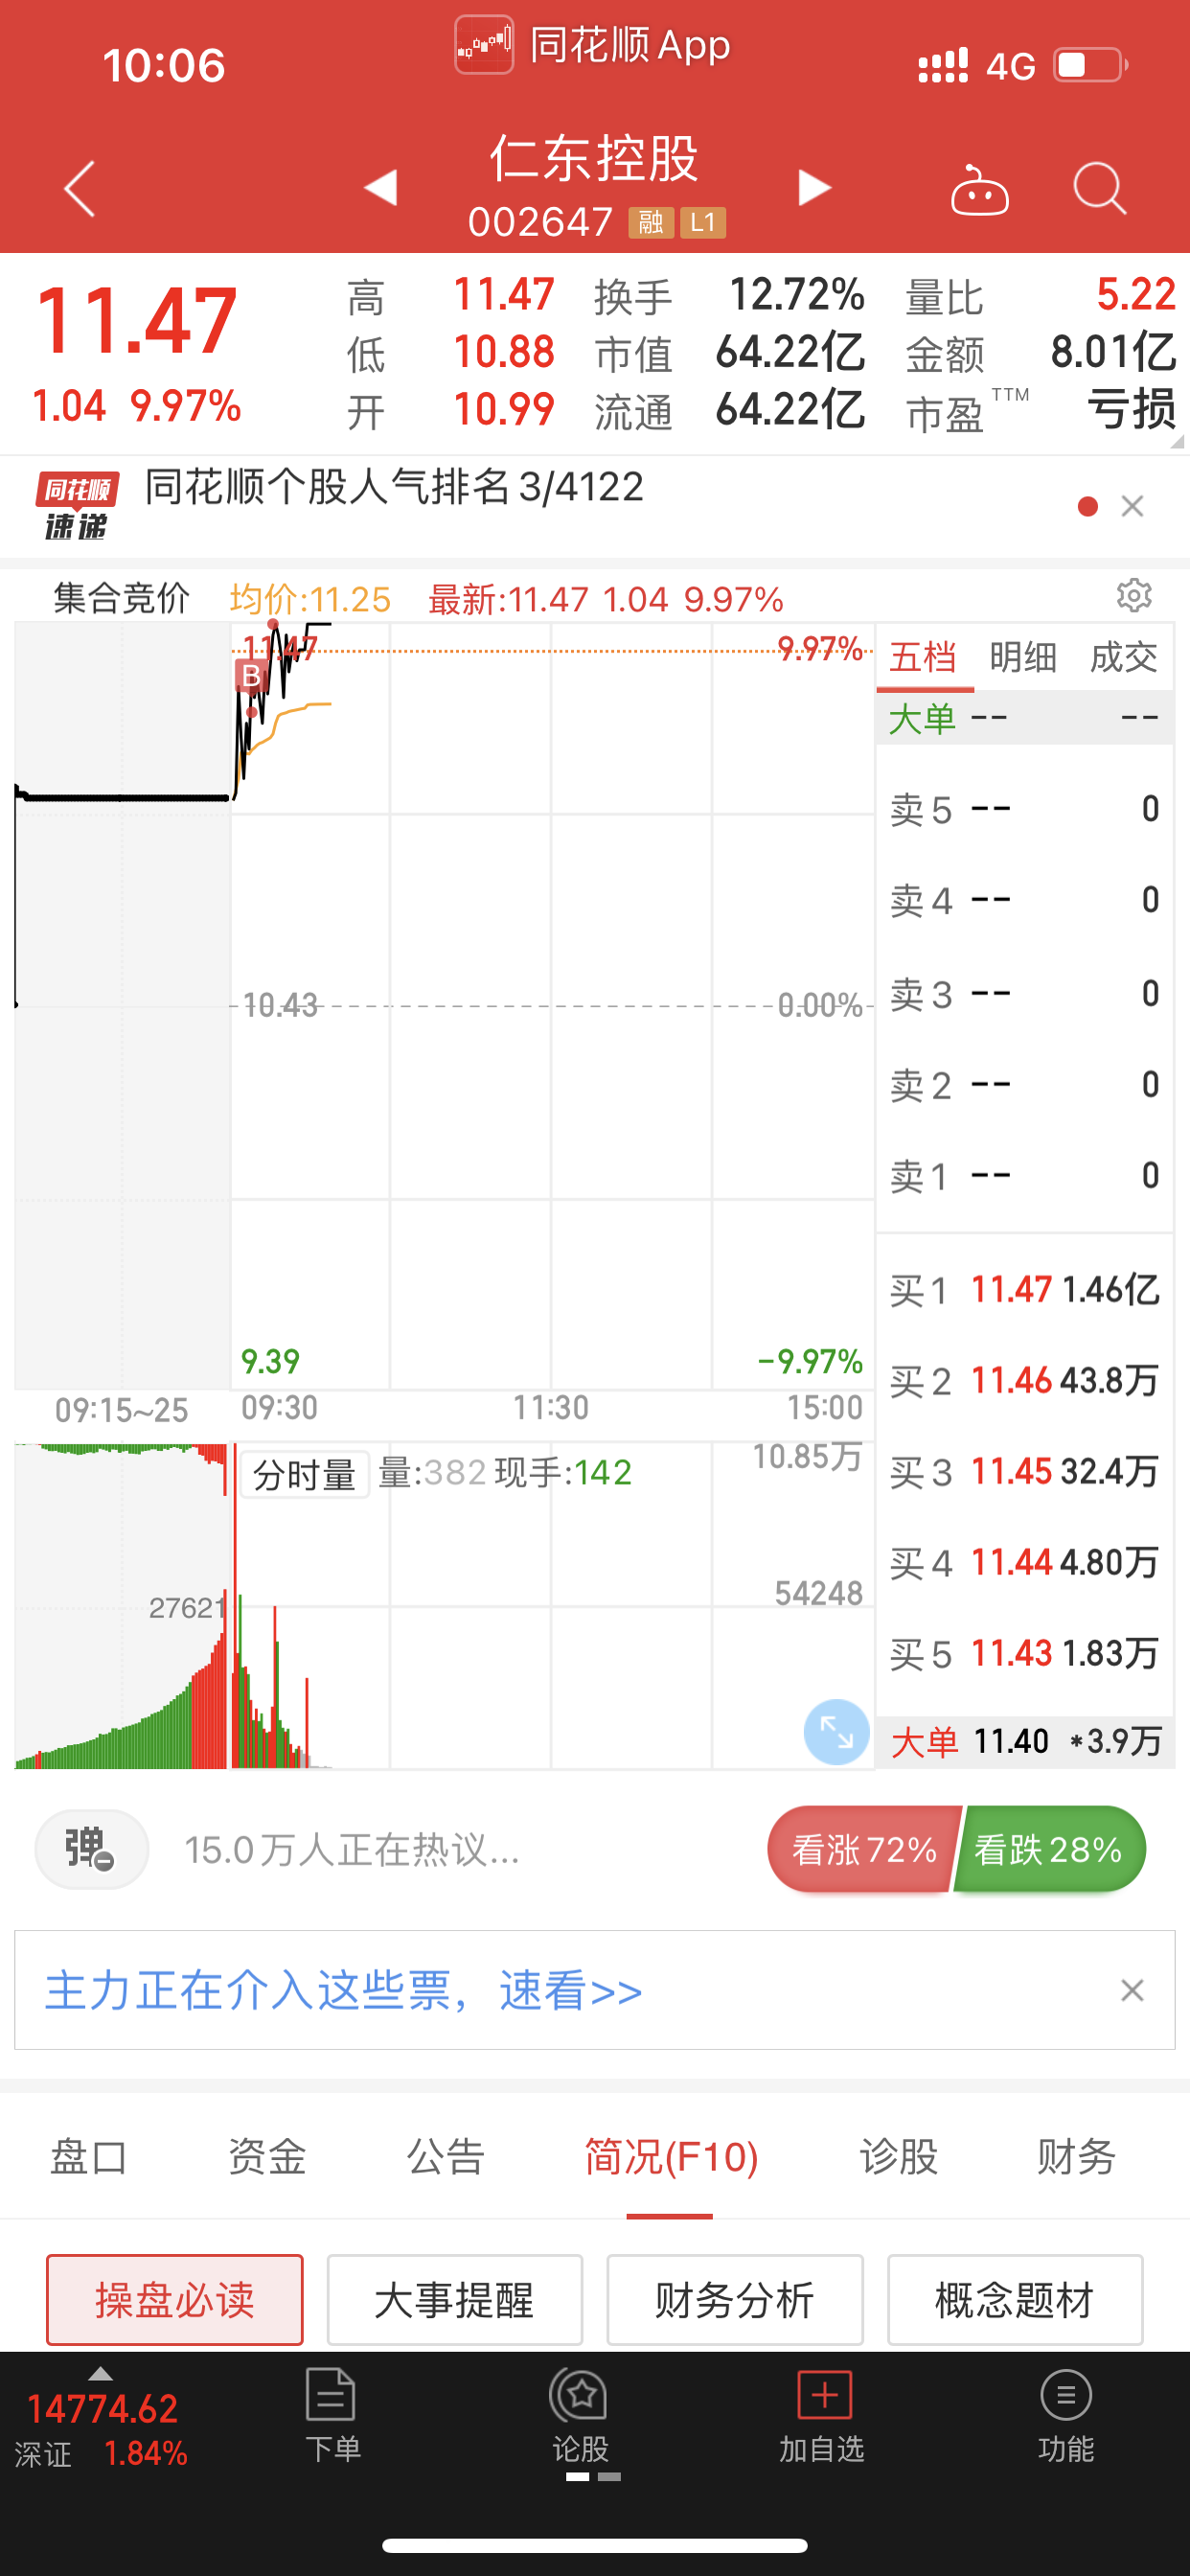 10:06
同花顺App
4G
仁东控股
002647 融 L1
11.47
1.04 9.97%
高 11.47 换手 12.72% 量比 5.22
低 10.88 市值 64.22亿 金额 8.01亿
开 10.99 流通 64.22亿 市盈TTM 亏损
同花顺
速递
同花顺个股人气排名3/4122
集合竞价 均价:11.25 最新:11.47 1.04 9.97%
11.47 9.97%
B
10.43 0.00%
9.39 -9.97%
09:15~25 09:30 11:30 15:00
五档 明细 成交
大单 -- --
卖5 -- 0
卖4 -- 0
卖3 -- 0
卖2 -- 0
卖1 -- 0
买1 11.47 1.46亿
买2 11.46 43.8万
买3 11.45 32.4万
买4 11.44 4.80万
买5 11.43 1.83万
大单 11.40 *3.9万
分时量 量:382 现手:142 10.85万
27621 54248
弹
15.0万人正在热议...
看涨72% 看跌28%
主力正在介入这些票，速看>>
盘口 资金 公告 简况(F10) 诊股 财务
操盘必读 大事提醒 财务分析 概念题材
14774.62
深证 1.84%
下单 论股 加自选 功能